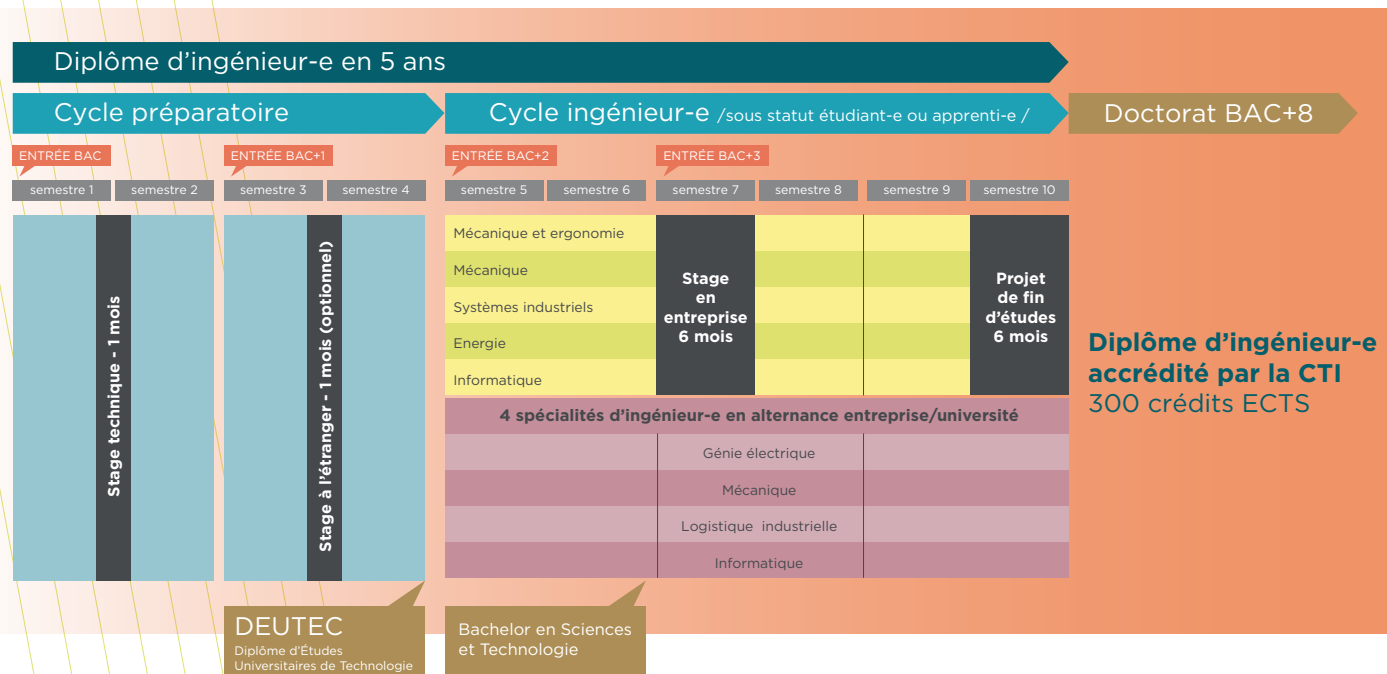 Diplôme d'ingénieur-e en 5 ans
Cycle préparatoire
Cycle ingénieur-e /sous statut étudiant-e ou apprenti-e /
Doctorat BAC+8
ENTRÉE BAC
ENTRÉE BAC+1
ENTRÉE BAC+2
ENTRÉE BAC+3
semestre 1
semestre 2
semestre 3
semestre 4
semestre 5
semestre 6
semestre 7
semestre 8
semestre 9
semestre 10
Stage technique - 1 mois
Stage à l'étranger - 1 mois (optionnel)
Mécanique et ergonomie
Mécanique
Systèmes industriels
Energie
Informatique
Stage
en
entreprise
6 mois
Projet
de fin
d'études
6 mois
4 spécialités d'ingénieur-e en alternance entreprise/université
Génie électrique
Mécanique
Logistique industrielle
Informatique
Diplôme d'ingénieur-e
accrédité par la CTI
300 crédits ECTS
DEUTEC
Diplôme d'Études
Universitaires de Technologie
Bachelor en Sciences
et Technologie